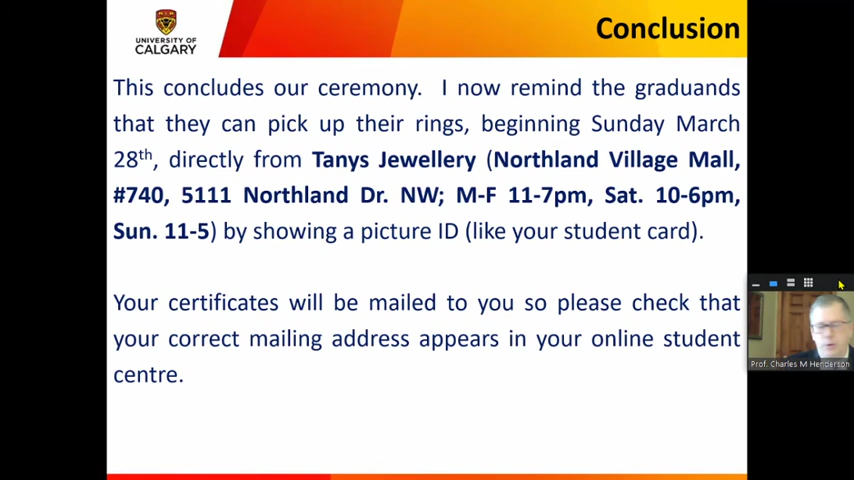 UNIVERSITY OF
CALGARY
Conclusion
This concludes our ceremony. I now remind the graduands
that they can pick up their rings, beginning Sunday March
28th, directly from Tanys Jewellery (Northland Village Mall,
#740, 5111 Northland Dr. NW; M-F 11-7pm, Sat. 10-6pm,
Sun. 11-5) by showing a picture ID (like your student card).
Your certificates will be mailed to you so please check that
your correct mailing address appears in your online student
centre.
Prof. Charles M Henderson